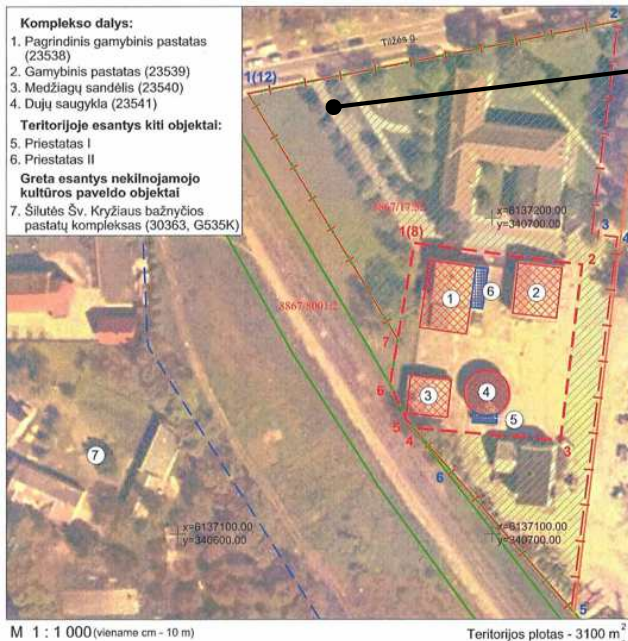 Komplekso dalys:
1. Pagrindinis gamybinis pastatas
(23538)
2. Gamybinis pastatas (23539)
3. Medžiagų sandėlis (23540)
4. Dujų saugykla (23541)
Teritorijoje esantys kiti objektai:
5. Priestatas I
6. Priestatas II
Greta esantys nekilnojamojo
kultūros paveldo objektai
7. Šilutės Šv. Kryžiaus bažnyčios
pastatų kompleksas (30363, G535K)
Tilžės g.
2
1(12)
x=6137200.00
y=340700.00
3
4
1(8)
2
1
6
2
8867/8001/2
7
6
3
4
5
5
4
3
6
7
x=6137100.00
y=340600.00
x=6137100.00
y=340700.00
5
M 1 : 1 000 (viename cm - 10 m)
Teritorijos plotas - 3100 m²